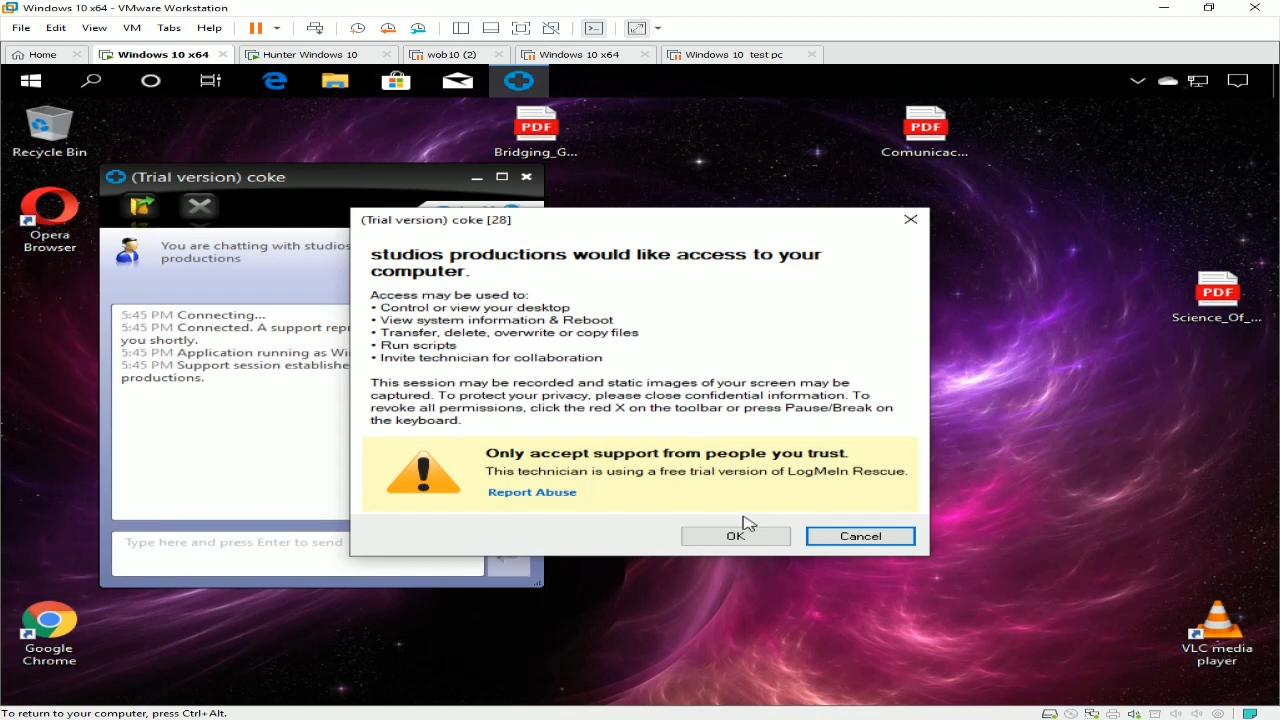 Windows 10 x64 - VMware Workstation
File Edit View VM Tabs Help
Home Windows 10 x64 Hunter Windows 10 wob10 (2) Windows 10 x64 Windows 10 test pc
Recycle Bin
PDF
Bridging_G...
PDF
Comunicac...
Opera
Browser
PDF
Science_Of_...
Google
Chrome
VLC media
player
(Trial version) coke
You are chatting with studios
productions
5:45 PM Connecting...
5:45 PM Connected. A support repr
you shortly.
5:45 PM Application running as Wi
5:45 PM Support session establishe
productions.
Type here and press Enter to send
(Trial version) coke [28]
studios productions would like access to your
computer.
Access may be used to:
• Control or view your desktop
• View system information & Reboot
• Transfer, delete, overwrite or copy files
• Run scripts
• Invite technician for collaboration
This session may be recorded and static images of your screen may be
captured. To protect your privacy, please close confidential information. To
revoke all permissions, click the red X on the toolbar or press Pause/Break on
the keyboard.
Only accept support from people you trust.
This technician is using a free trial version of LogMeIn Rescue.
Report Abuse
OK Cancel
To return to your computer, press Ctrl+Alt.